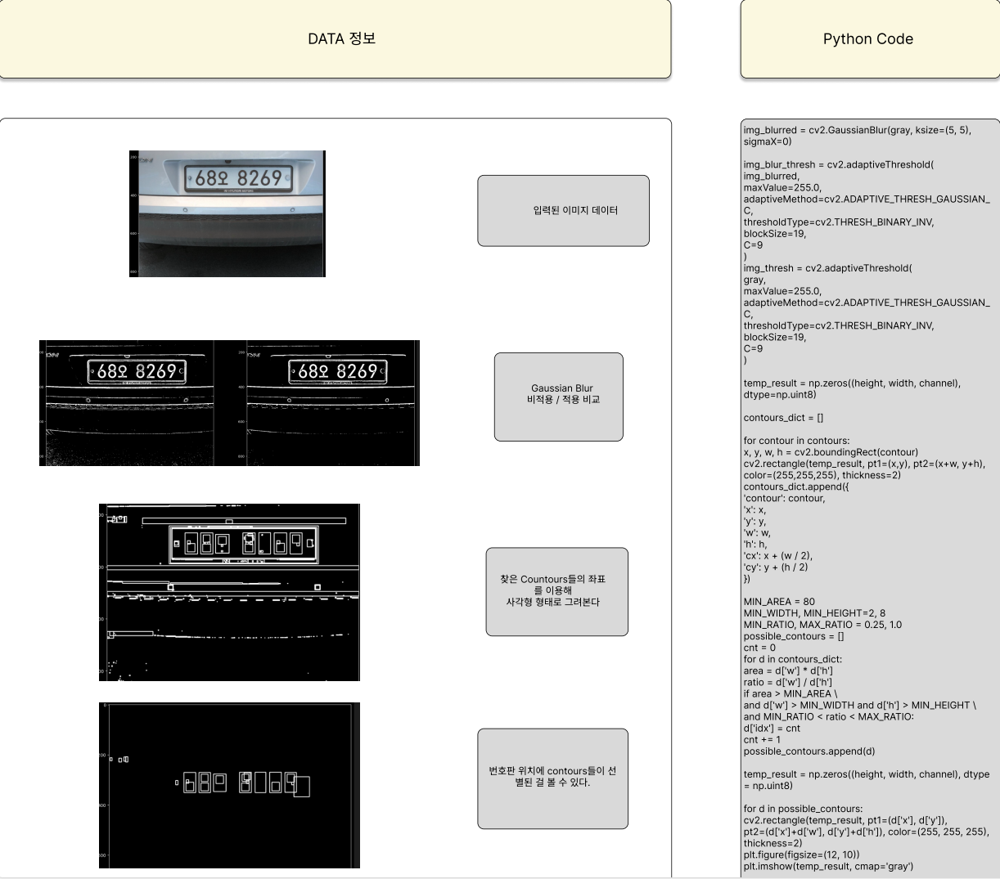 DATA 정보
Python Code
68오 8269
입력된 이미지 데이터
68오 8269
68오 8269
Gaussian Blur
비적용 / 적용 비교
찾은 Countours들의 좌표
를 이용해
사각형 형태로 그려본다
번호판 위치에 contours들이 선
별된 걸 볼 수 있다.
img_blurred = cv2.GaussianBlur(gray, ksize=(5, 5),
sigmaX=0)
img_blur_thresh = cv2.adaptiveThreshold(
img_blurred,
maxValue=255.0,
adaptiveMethod=cv2.ADAPTIVE_THRESH_GAUSSIAN_
C,
thresholdType=cv2.THRESH_BINARY_INV,
blockSize=19,
C=9
)
img_thresh = cv2.adaptiveThreshold(
gray,
maxValue=255.0,
adaptiveMethod=cv2.ADAPTIVE_THRESH_GAUSSIAN_
C,
thresholdType=cv2.THRESH_BINARY_INV,
blockSize=19,
C=9
)
temp_result = np.zeros((height, width, channel),
dtype=np.uint8)
contours_dict = []
for contour in contours:
x, y, w, h = cv2.boundingRect(contour)
cv2.rectangle(temp_result, pt1=(x,y), pt2=(x+w, y+h),
color=(255,255,255), thickness=2)
contours_dict.append({
'contour': contour,
'x': x,
'y': y,
'w': w,
'h': h,
'cx': x + (w / 2),
'cy': y + (h / 2)
})
MIN_AREA = 80
MIN_WIDTH, MIN_HEIGHT=2, 8
MIN_RATIO, MAX_RATIO = 0.25, 1.0
possible_contours = []
cnt = 0
for d in contours_dict:
area = d['w'] * d['h']
ratio = d['w'] / d['h']
if area > MIN_AREA \
and d['w'] > MIN_WIDTH and d['h'] > MIN_HEIGHT \
and MIN_RATIO < ratio < MAX_RATIO:
d['idx'] = cnt
cnt += 1
possible_contours.append(d)
temp_result = np.zeros((height, width, channel), dtype
= np.uint8)
for d in possible_contours:
cv2.rectangle(temp_result, pt1=(d['x'], d['y']),
pt2=(d['x']+d['w'], d['y']+d['h']), color=(255, 255, 255),
thickness=2)
plt.figure(figsize=(12, 10))
plt.imshow(temp_result, cmap='gray')